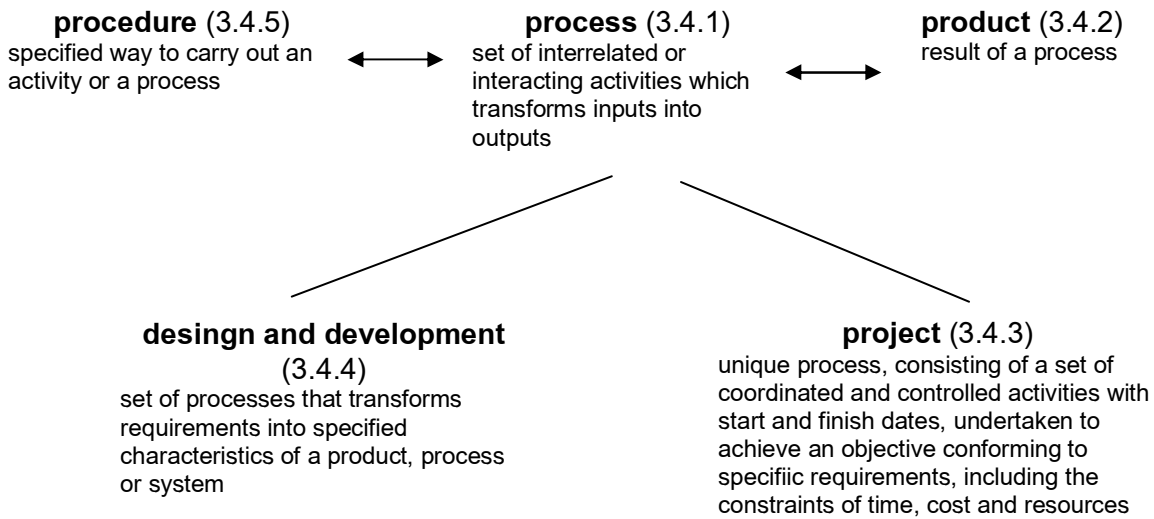 procedure (3.4.5)
specified way to carry out an
activity or a process
process (3.4.1)
set of interrelated or
interacting activities which
transforms inputs into
outputs
product (3.4.2)
result of a process
desingn and development
(3.4.4)
set of processes that transforms
requirements into specified
characteristics of a product, process
or system
project (3.4.3)
unique process, consisting of a set of
coordinated and controlled activities with
start and finish dates, undertaken to
achieve an objective conforming to
specifiic requirements, including the
constraints of time, cost and resources